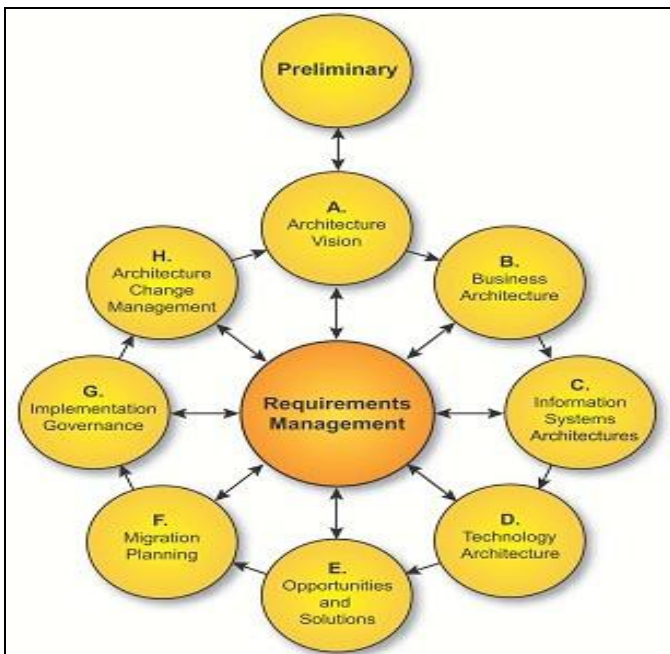 Preliminary
A.
Architecture
Vision
B.
Business
Architecture
C.
Information
Systems
Architectures
D.
Technology
Architecture
E.
Opportunities
and
Solutions
F.
Migration
Planning
G.
Implementation
Governance
H.
Architecture
Change
Management
Requirements
Management